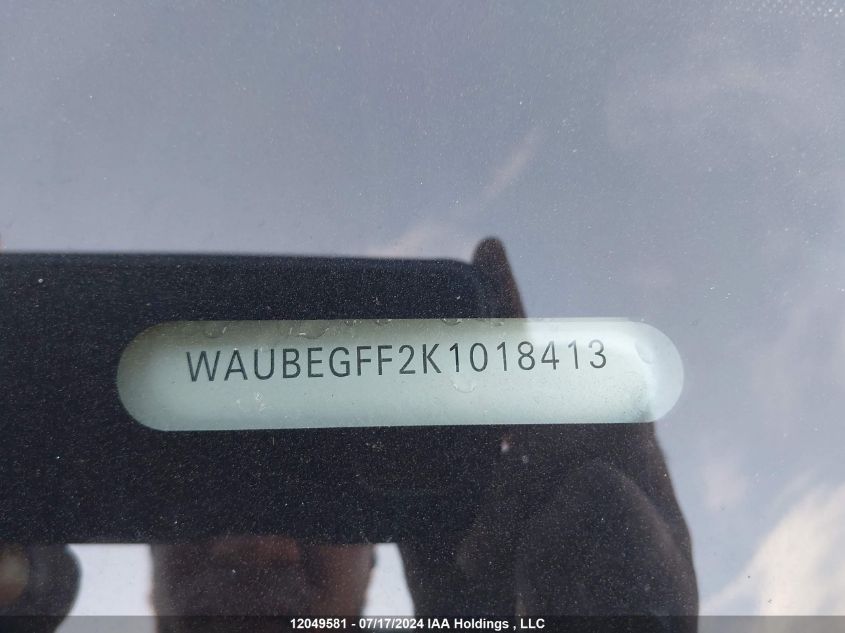 WAUBEGFF2K1018413
12049581 - 07/17/2024 IAA Holdings , LLC